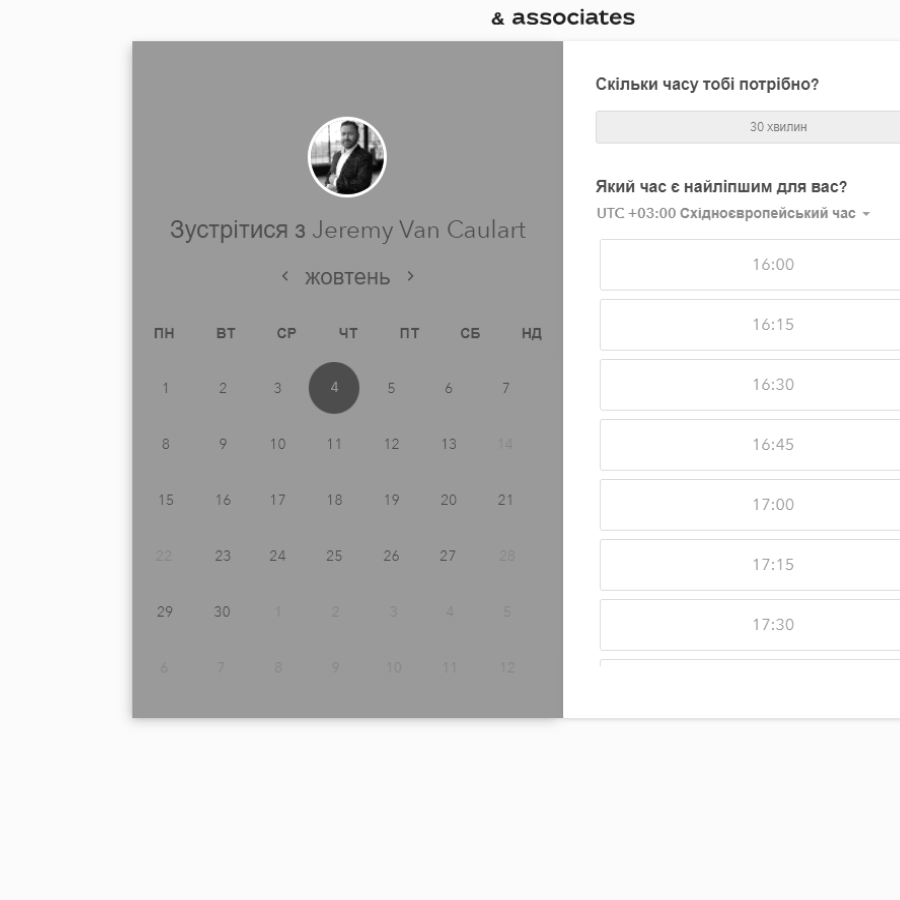 & associates
Зустрітися з Jeremy Van Caulart
жовтень
ПН ВТ СР ЧТ ПТ СБ НД
1 2 3 4 5 6 7
8 9 10 11 12 13 14
15 16 17 18 19 20 21
22 23 24 25 26 27 28
29 30 1 2 3 4 5
6 7 8 9 10 11 12
Скільки часу тобі потрібно?
30 хвилин
Який час є найліпшим для вас?
UTC +03:00 Східноєвропейський час
16:00
16:15
16:30
16:45
17:00
17:15
17:30